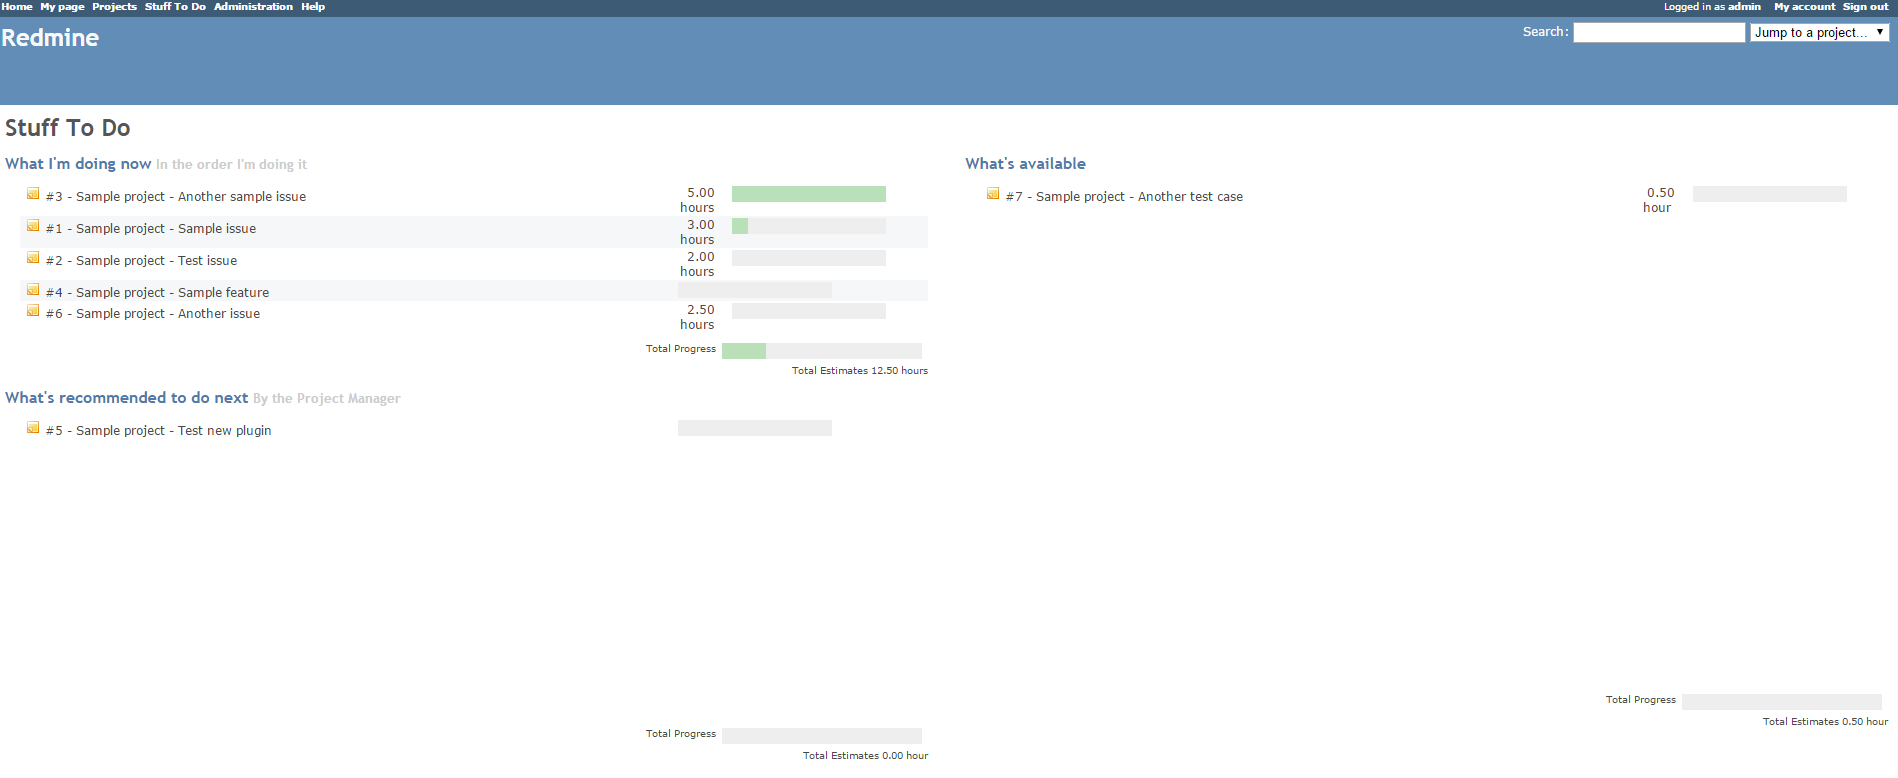 Home My page Projects Stuff To Do Administration Help
Logged in as admin My account Sign out
Redmine
Search: Jump to a project...
Stuff To Do
What I'm doing now In the order I'm doing it
#3 - Sample project - Another sample issue 5.00 hours
#1 - Sample project - Sample issue 3.00 hours
#2 - Sample project - Test issue 2.00 hours
#4 - Sample project - Sample feature
#6 - Sample project - Another issue 2.50 hours
Total Progress
Total Estimates 12.50 hours
What's recommended to do next By the Project Manager
#5 - Sample project - Test new plugin
Total Progress
Total Estimates 0.00 hour
What's available
#7 - Sample project - Another test case 0.50 hour
Total Progress
Total Estimates 0.50 hour